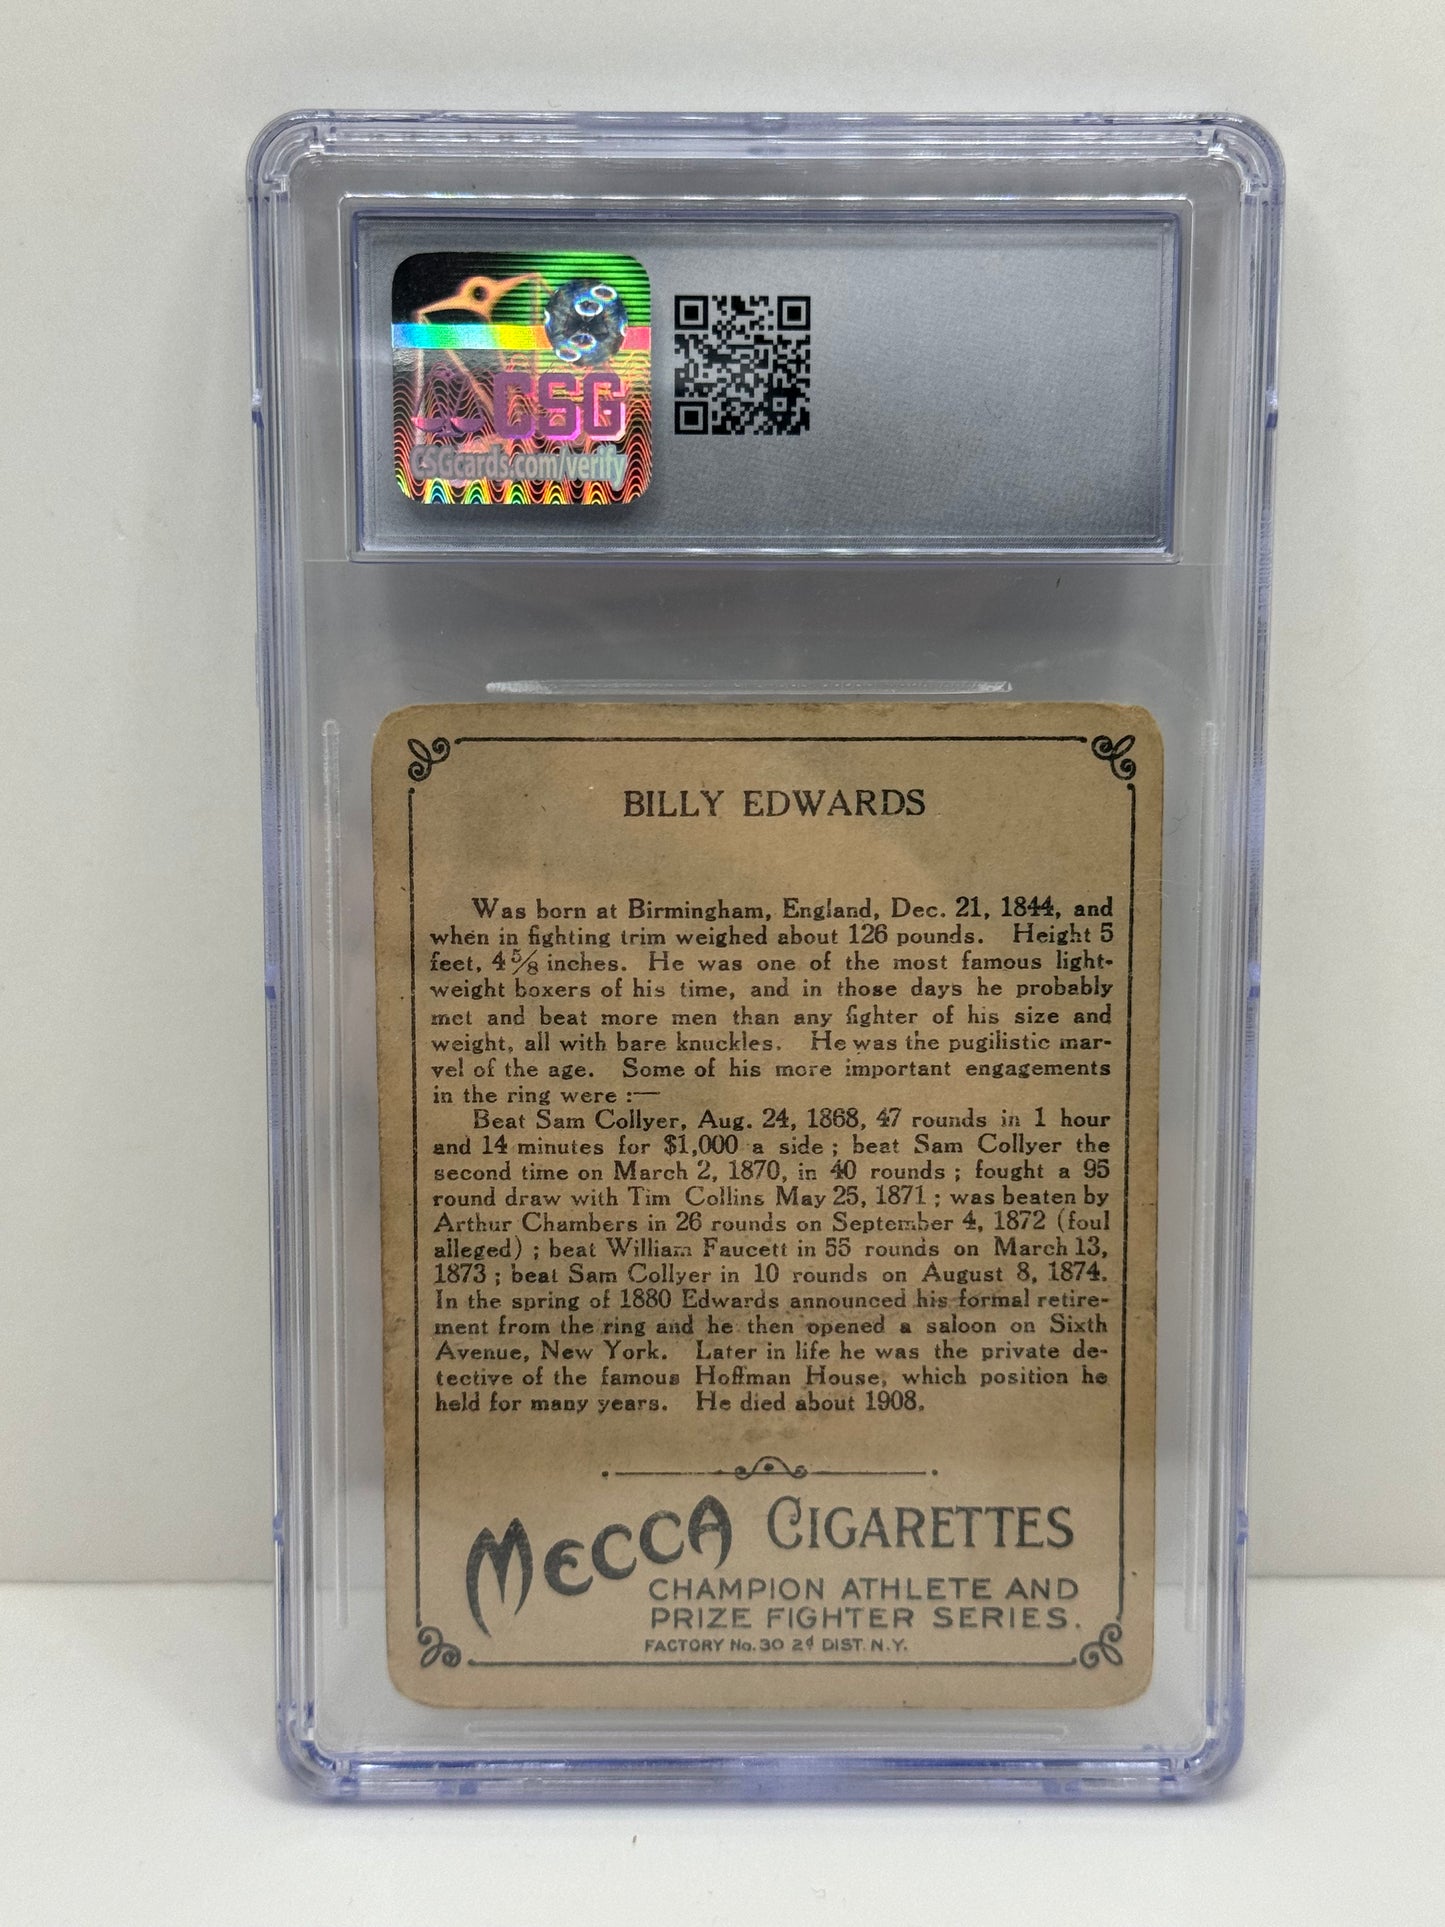 CSG
CSGcards.com/verify
BILLY EDWARDS
Was born at Birmingham, England, Dec. 21, 1844, and
when in fighting trim weighed about 126 pounds. Height 5
feet, 4 5/8 inches. He was one of the most famous light-
weight boxers of his time, and in those days he probably
met and beat more men than any fighter of his size and
weight, all with bare knuckles. He was the pugilistic mar-
vel of the age. Some of his more important engagements
in the ring were :—
Beat Sam Collyer, Aug. 24, 1868, 47 rounds in 1 hour
and 14 minutes for $1,000 a side ; beat Sam Collyer the
second time on March 2, 1870, in 40 rounds ; fought a 95
round draw with Tim Collins May 25, 1871 ; was beaten by
Arthur Chambers in 26 rounds on September 4, 1872 (foul
alleged) ; beat William Faucett in 55 rounds on March 13,
1873 ; beat Sam Collyer in 10 rounds on August 8, 1874.
In the spring of 1880 Edwards announced his formal retire-
ment from the ring and he then opened a saloon on Sixth
Avenue, New York. Later in life he was the private de-
tective of the famous Hoffman House, which position he
held for many years. He died about 1908.
MECCA CIGARETTES
CHAMPION ATHLETE AND
PRIZE FIGHTER SERIES.
FACTORY No. 30 2d DIST. N.Y.